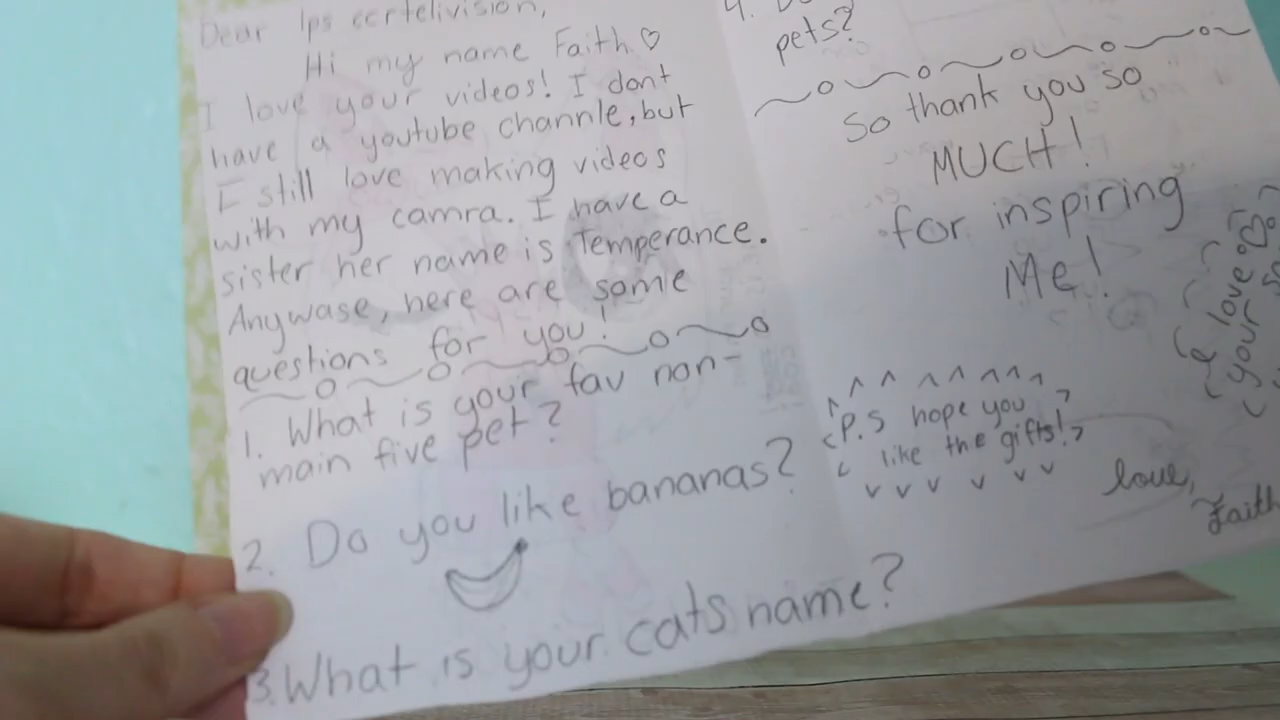 Dear lps certelivision,
Hi my name Faith ♡
I love your videos! I dont
have a youtube channle, but
I still love making videos
with my camra. I have a
sister her name is Temperance.
Anywase, here are some
questions for you!
1. What is your fav non-
main five pet?
2. Do you like bananas?
3. What is your cats name?
4.
pets?
So thank you so
MUCH!
for inspiring
Me!
P.S hope you
like the gifts!
love,
Faith
love
your